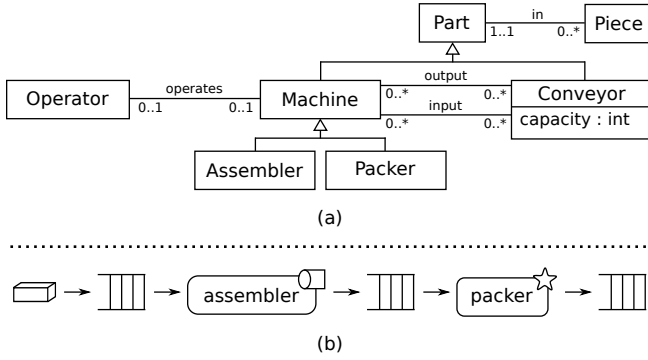 Part
in
Piece
1..1
0..*
Operator
operates
0..1
0..1
Machine
output
0..*
0..*
input
0..*
0..*
Conveyor
capacity : int
Assembler
Packer
(a)
assembler
packer
(b)